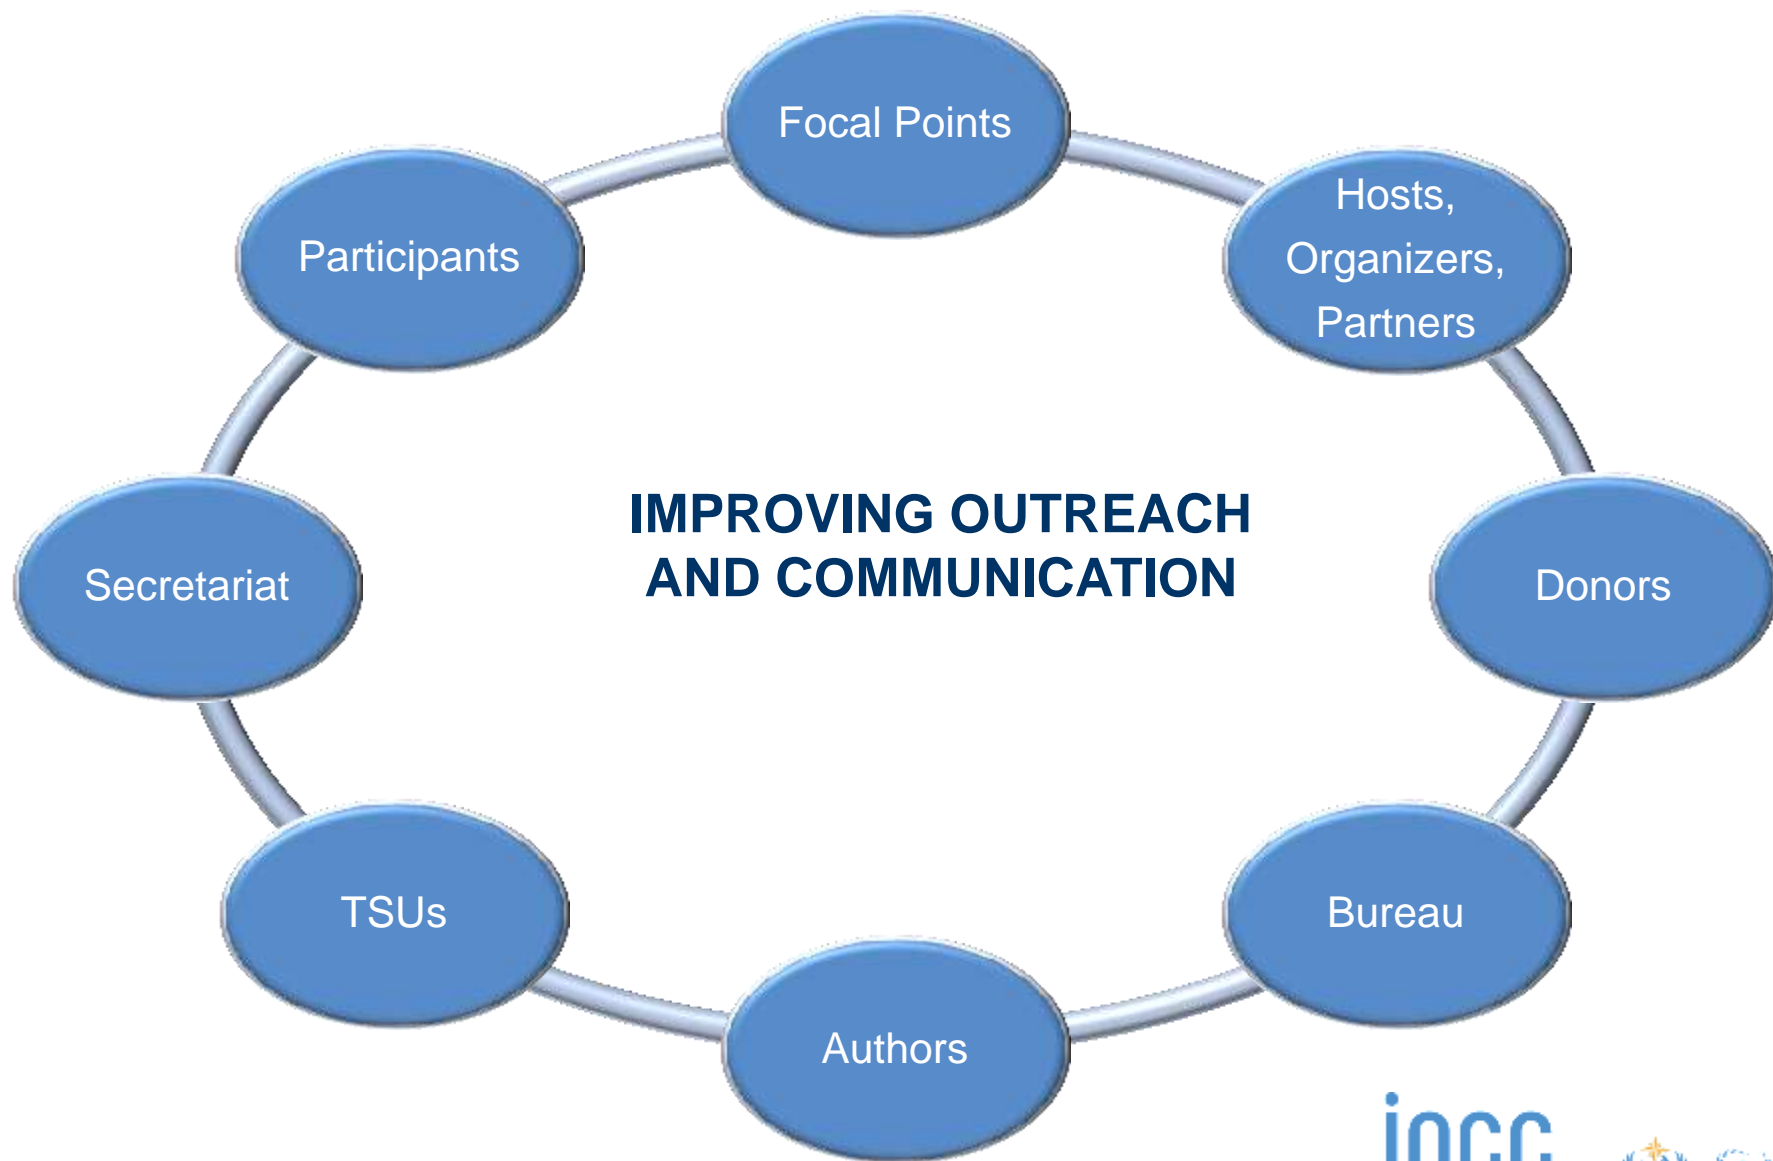 Focal Points
Hosts,
Organizers,
Partners
Participants
IMPROVING OUTREACH
AND COMMUNICATION
Secretariat
Donors
TSUs
Bureau
Authors
ipcc